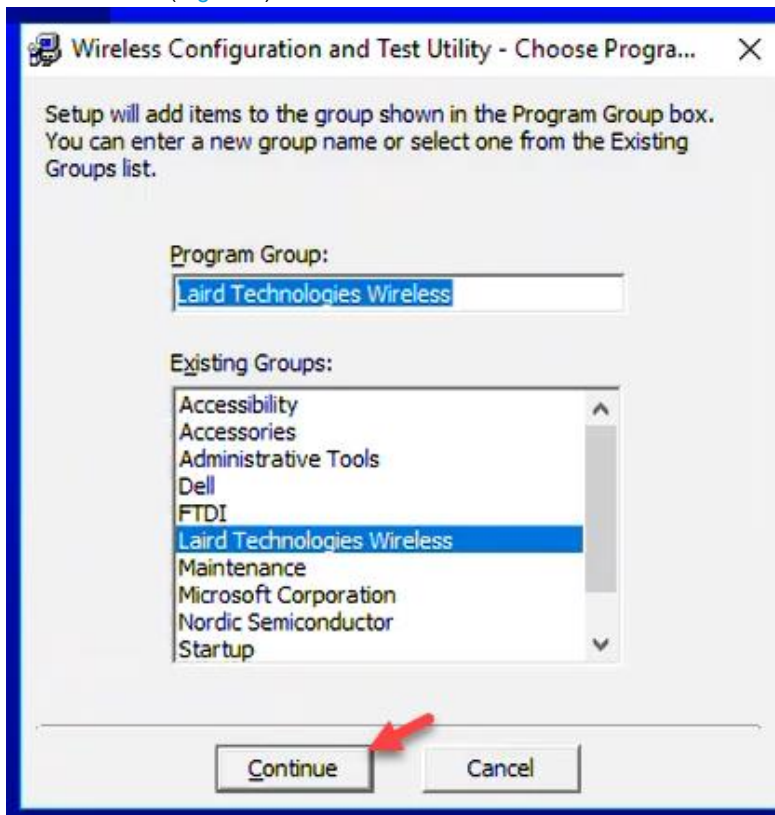 Wireless Configuration and Test Utility - Choose Progra...
Setup will add items to the group shown in the Program Group box.
You can enter a new group name or select one from the Existing
Groups list.
Program Group:
Laird Technologies Wireless
Existing Groups:
Accessibility
Accessories
Administrative Tools
Dell
FTDI
Laird Technologies Wireless
Maintenance
Microsoft Corporation
Nordic Semiconductor
Startup
Continue Cancel